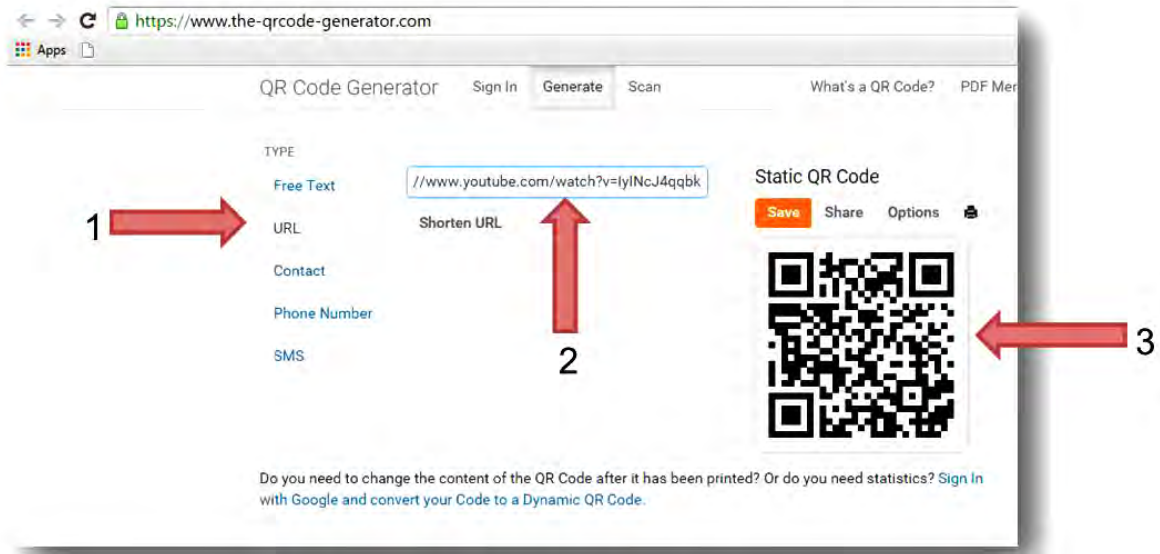 https://www.the-qrcode-generator.com
Apps
QR Code Generator Sign In Generate Scan What's a QR Code? PDF Mer
TYPE
Free Text
//www.youtube.com/watch?v=IyINcJ4qqbk
Static QR Code
Save Share Options
1
URL
Shorten URL
Contact
Phone Number
SMS
2
3
Do you need to change the content of the QR Code after it has been printed? Or do you need statistics? Sign In
with Google and convert your Code to a Dynamic QR Code.